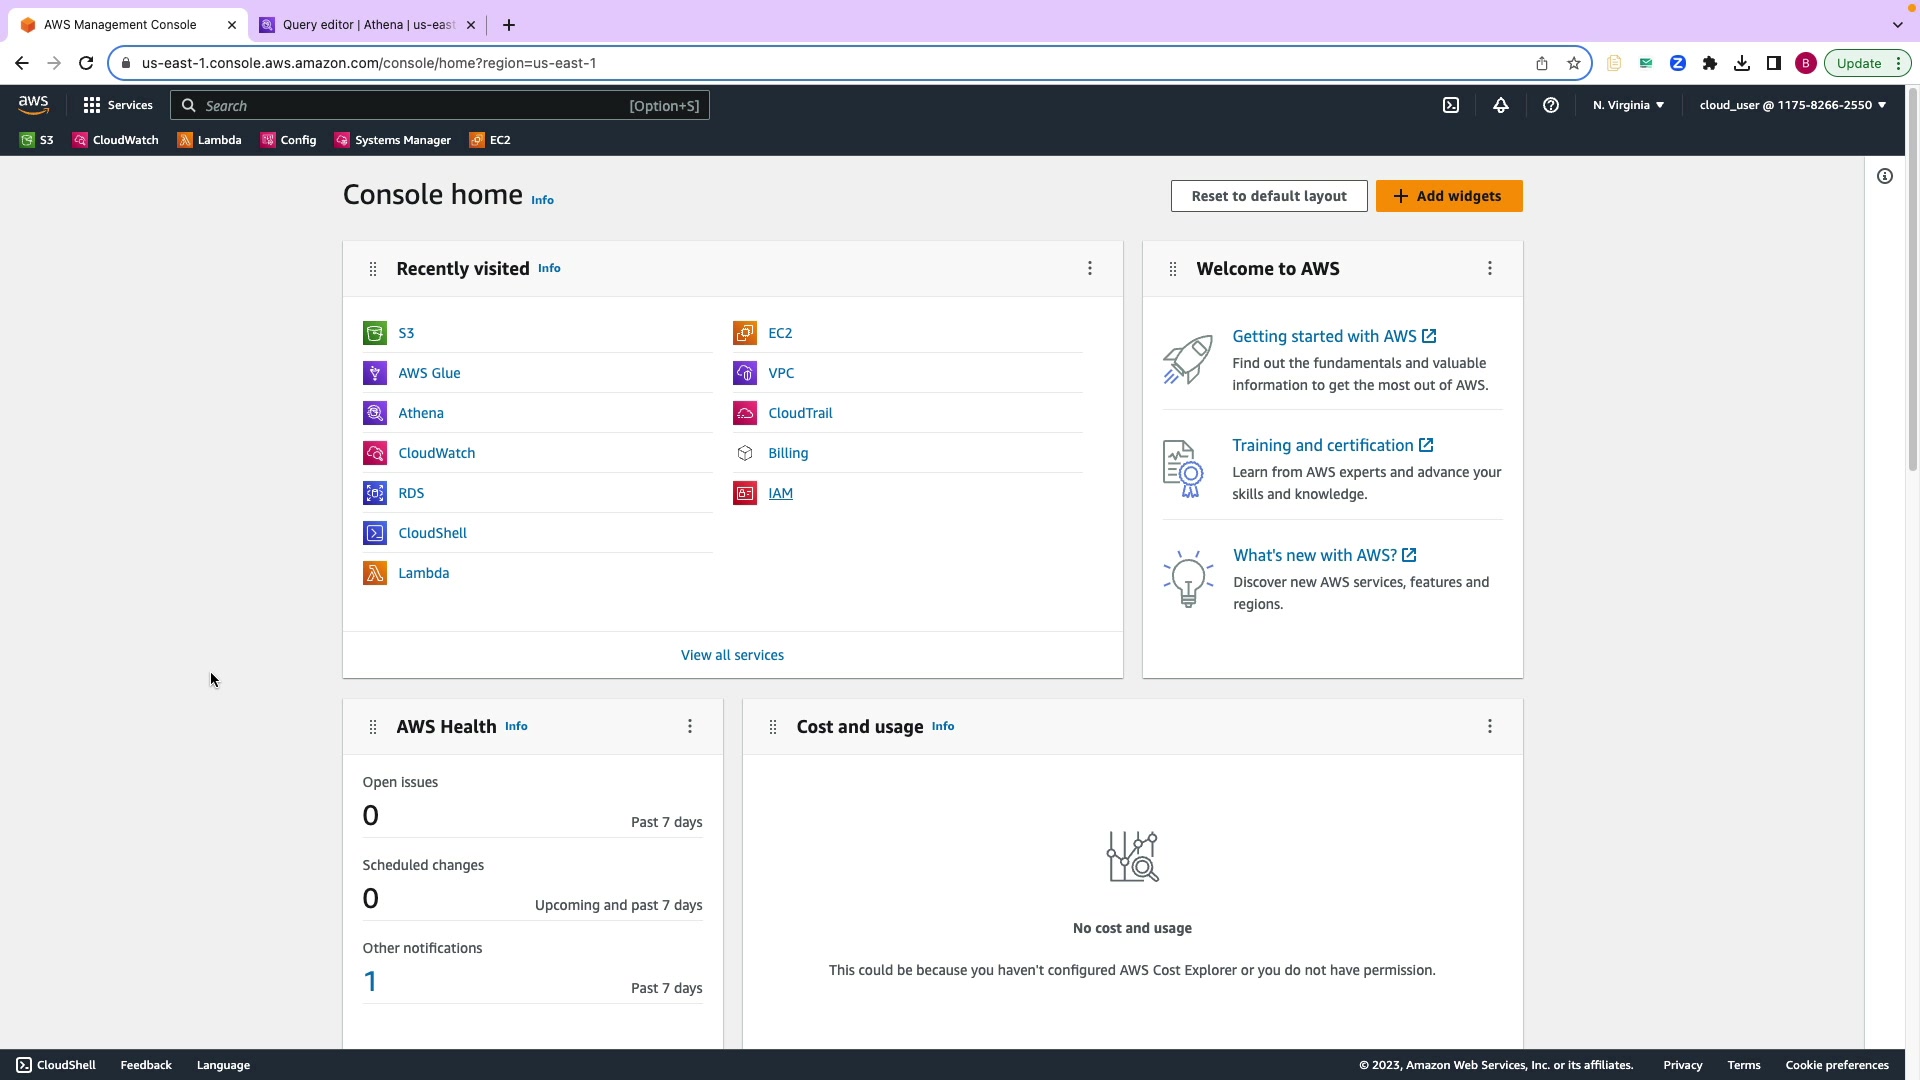 AWS Management Console
Query editor | Athena | us-east
us-east-1.console.aws.amazon.com/console/home?region=us-east-1
B
Update
aws
Services
Search
[Option+S]
N. Virginia
cloud_user @ 1175-8266-2550
S3
CloudWatch
Lambda
Config
Systems Manager
EC2
Console home Info
Reset to default layout
Add widgets
Recently visited Info
S3
AWS Glue
Athena
CloudWatch
RDS
CloudShell
Lambda
EC2
VPC
CloudTrail
Billing
IAM
View all services
Welcome to AWS
Getting started with AWS
Find out the fundamentals and valuable
information to get the most out of AWS.
Training and certification
Learn from AWS experts and advance your
skills and knowledge.
What's new with AWS?
Discover new AWS services, features and
regions.
AWS Health Info
Open issues
0
Past 7 days
Scheduled changes
0
Upcoming and past 7 days
Other notifications
1
Past 7 days
Cost and usage Info
No cost and usage
This could be because you haven't configured AWS Cost Explorer or you do not have permission.
CloudShell
Feedback
Language
© 2023, Amazon Web Services, Inc. or its affiliates.
Privacy
Terms
Cookie preferences